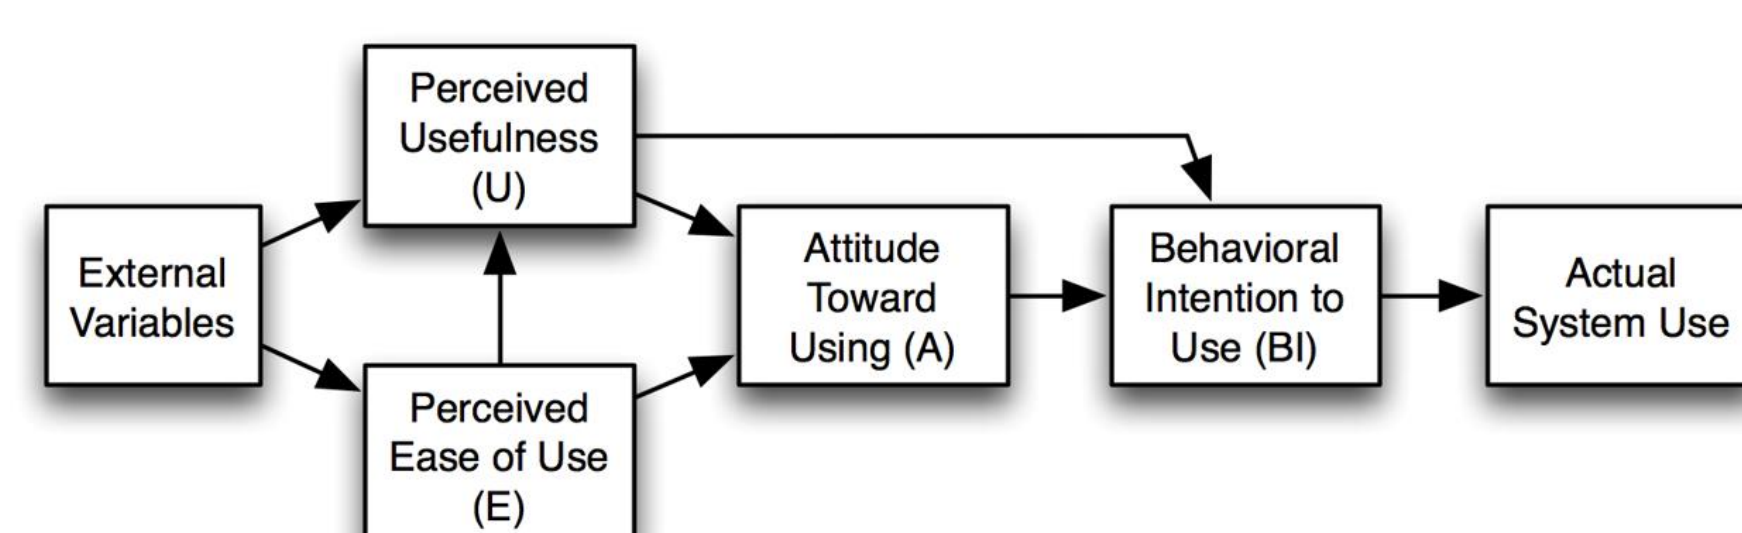 Perceived
Usefulness
(U)
External
Variables
Perceived
Ease of Use
(E)
Attitude
Toward
Using (A)
Behavioral
Intention to
Use (BI)
Actual
System Use